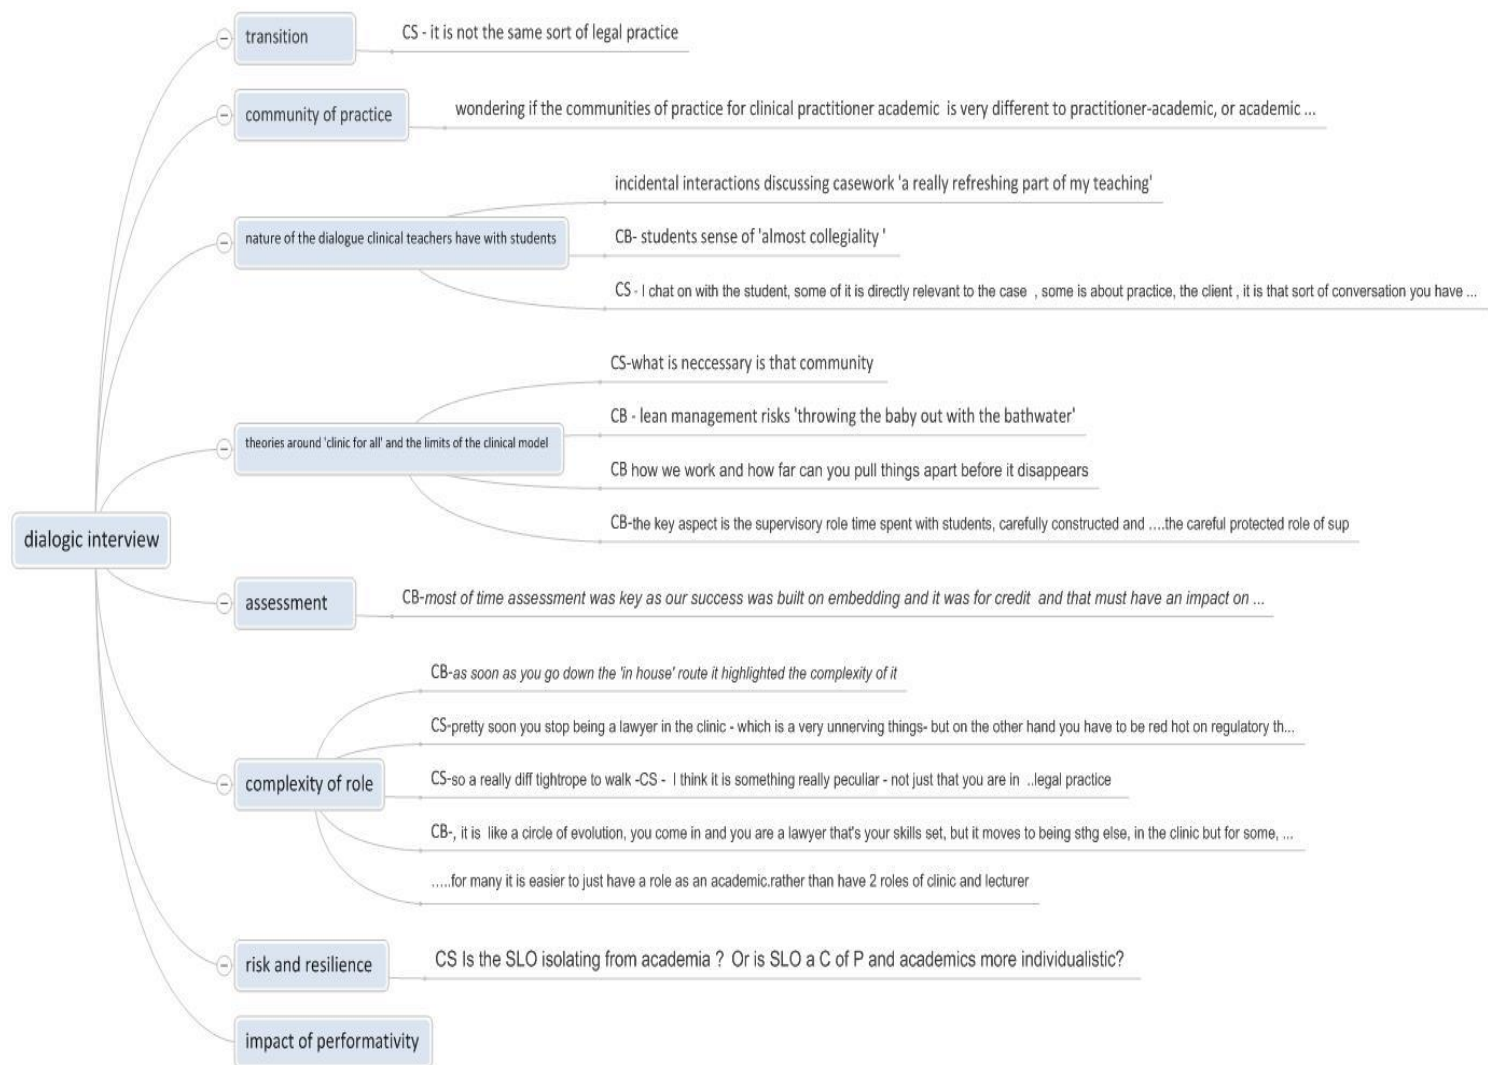 transition
CS - it is not the same sort of legal practice
community of practice
wondering if the communities of practice for clinical practitioner academic is very different to practitioner-academic, or academic ...
nature of the dialogue clinical teachers have with students
incidental interactions discussing casework 'a really refreshing part of my teaching'
CB- students sense of 'almost collegiality '
CS - I chat on with the student, some of it is directly relevant to the case , some is about practice, the client , it is that sort of conversation you have ...
theories around 'clinic for all' and the limits of the clinical model
CS-what is neccessary is that community
CB - lean management risks 'throwing the baby out with the bathwater'
CB how we work and how far can you pull things apart before it disappears
CB-the key aspect is the supervisory role time spent with students, carefully constructed and ....the careful protected role of sup
dialogic interview
assessment
CB-most of time assessment was key as our success was built on embedding and it was for credit and that must have an impact on ...
complexity of role
CB-as soon as you go down the 'in house' route it highlighted the complexity of it
CS-pretty soon you stop being a lawyer in the clinic - which is a very unnerving things- but on the other hand you have to be red hot on regulatory th...
CS-so a really diff tightrope to walk -CS - I think it is something really peculiar - not just that you are in ..legal practice
CB-, it is like a circle of evolution, you come in and you are a lawyer that's your skills set, but it moves to being sthg else, in the clinic but for some, ...
.....for many it is easier to just have a role as an academic.rather than have 2 roles of clinic and lecturer
risk and resilience
CS Is the SLO isolating from academia ? Or is SLO a C of P and academics more individualistic?
impact of performativity